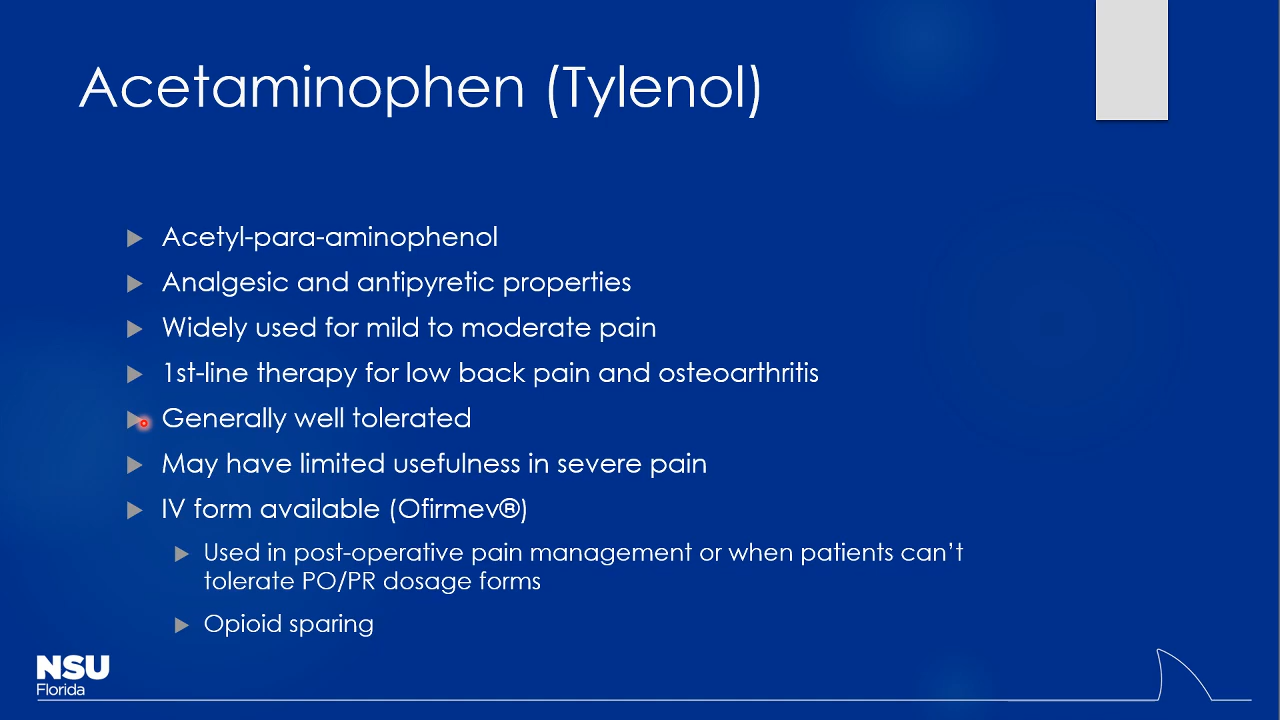 Acetaminophen (Tylenol)
Acetyl-para-aminophenol
Analgesic and antipyretic properties
Widely used for mild to moderate pain
1st-line therapy for low back pain and osteoarthritis
Generally well tolerated
May have limited usefulness in severe pain
IV form available (Ofirmev®)
Used in post-operative pain management or when patients can’t
tolerate PO/PR dosage forms
Opioid sparing
NSU
Florida